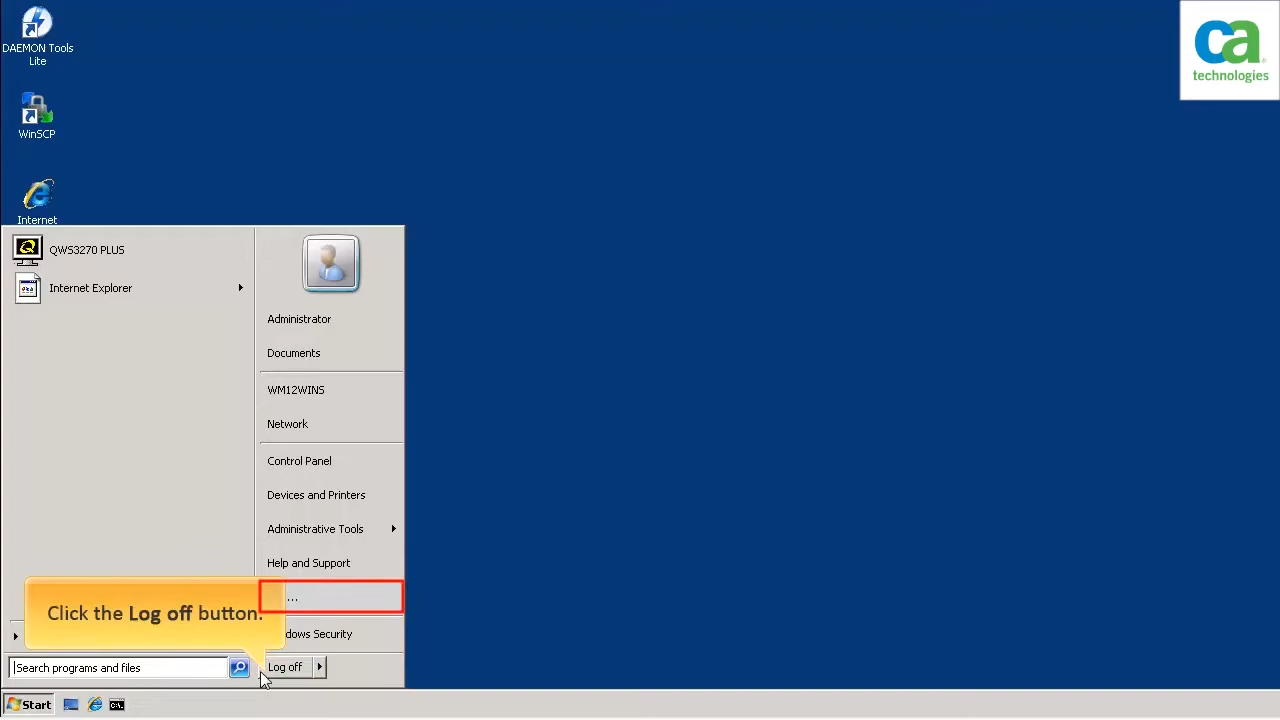 DAEMON Tools
Lite
WinSCP
Internet
ca
technologies
QWS3270 PLUS
Internet Explorer
Administrator
Documents
WM12WINS
Network
Control Panel
Devices and Printers
Administrative Tools
Help and Support
...
Click the Log off button.
dows Security
Search programs and files
Log off
Start